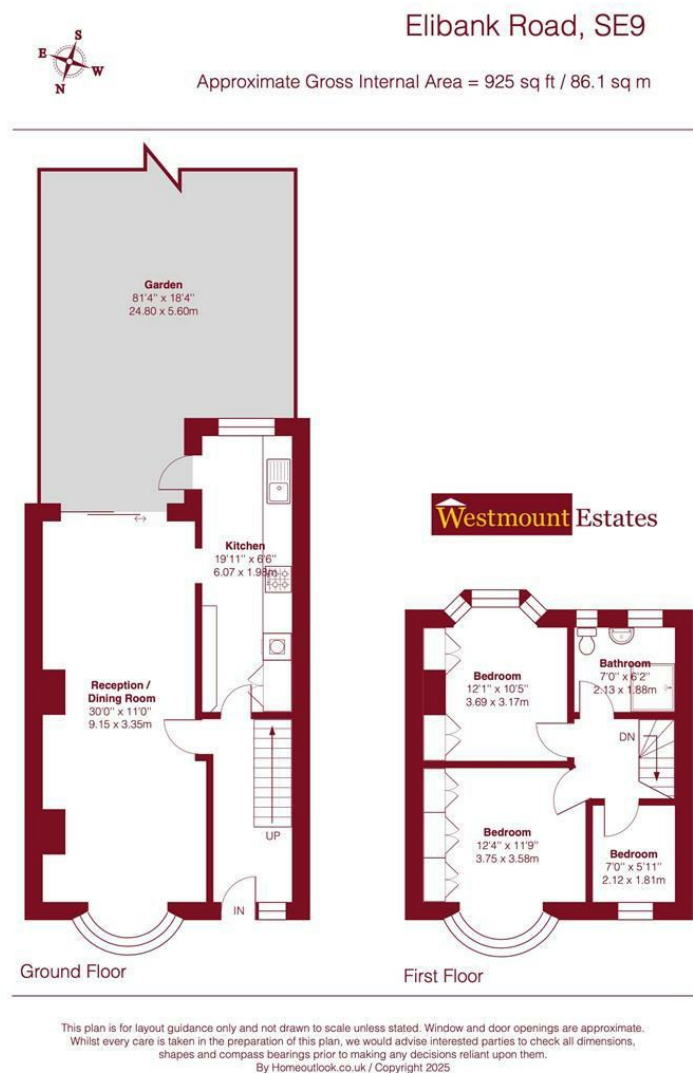 Elibank Road, SE9
S
E
W
N
Approximate Gross Internal Area = 925 sq ft / 86.1 sq m
Garden
81'4'' x 18'4''
24.80 x 5.60m
Kitchen
19'11'' x 6'6''
6.07 x 1.98m
Reception /
Dining Room
30'0'' x 11'0''
9.15 x 3.35m
UP
IN
Ground Floor
Westmount Estates
Bedroom
12'1'' x 10'5''
3.69 x 3.17m
Bathroom
7'0'' x 6'2''
2.13 x 1.88m
DN
Bedroom
12'4'' x 11'9''
3.75 x 3.58m
Bedroom
7'0'' x 5'11''
2.12 x 1.81m
First Floor
This plan is for layout guidance only and not drawn to scale unless stated. Window and door openings are approximate.
Whilst every care is taken in the preparation of this plan, we would advise interested parties to check all dimensions,
shapes and compass bearings prior to making any decisions reliant upon them.
By Homeoutlook.co.uk / Copyright 2025